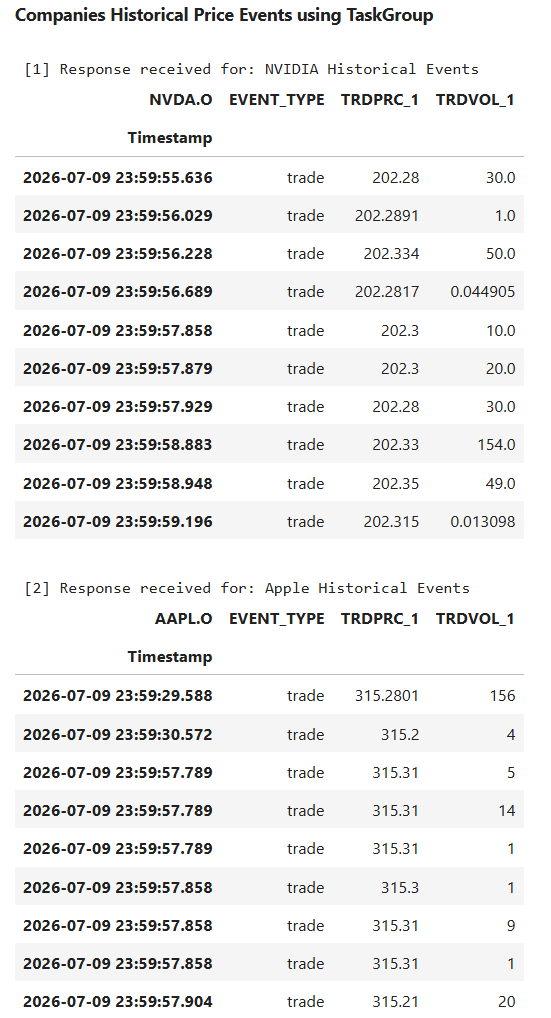 Companies Historical Price Events using TaskGroup
[1] Response received for: NVIDIA Historical Events
NVDA.O EVENT_TYPE TRDPRC_1 TRDVOL_1
Timestamp
2026-07-09 23:59:55.636 trade 202.28 30.0
2026-07-09 23:59:56.029 trade 202.2891 1.0
2026-07-09 23:59:56.228 trade 202.334 50.0
2026-07-09 23:59:56.689 trade 202.2817 0.044905
2026-07-09 23:59:57.858 trade 202.3 10.0
2026-07-09 23:59:57.879 trade 202.3 20.0
2026-07-09 23:59:57.929 trade 202.28 30.0
2026-07-09 23:59:58.883 trade 202.33 154.0
2026-07-09 23:59:58.948 trade 202.35 49.0
2026-07-09 23:59:59.196 trade 202.315 0.013098
[2] Response received for: Apple Historical Events
AAPL.O EVENT_TYPE TRDPRC_1 TRDVOL_1
Timestamp
2026-07-09 23:59:29.588 trade 315.2801 156
2026-07-09 23:59:30.572 trade 315.2 4
2026-07-09 23:59:57.789 trade 315.31 5
2026-07-09 23:59:57.789 trade 315.31 14
2026-07-09 23:59:57.789 trade 315.31 1
2026-07-09 23:59:57.858 trade 315.3 1
2026-07-09 23:59:57.858 trade 315.31 9
2026-07-09 23:59:57.858 trade 315.31 1
2026-07-09 23:59:57.904 trade 315.21 20